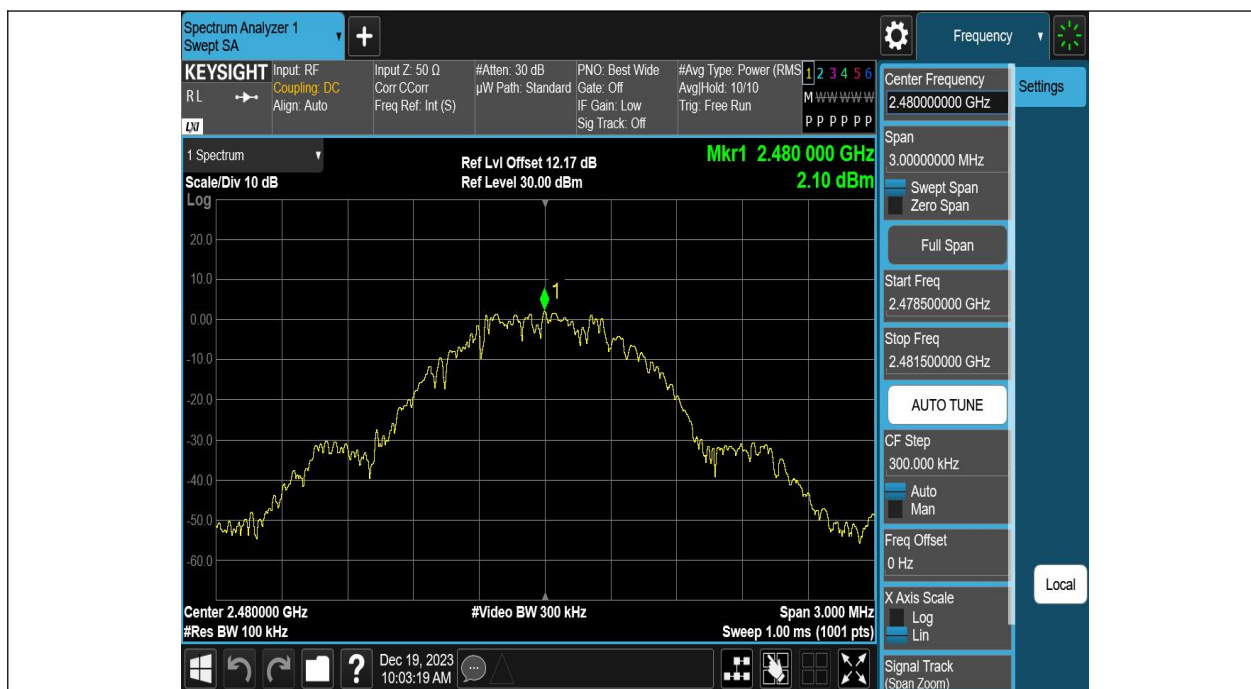 Spectrum Analyzer 1
Swept SA
+
Frequency
KEYSIGHT
RL
LXI
Input: RF
Coupling: DC
Align: Auto
Input Z: 50 Ω
Corr CCorr
Freq Ref: Int (S)
#Atten: 30 dB
µW Path: Standard
PNO: Best Wide
Gate: Off
IF Gain: Low
Sig Track: Off
#Avg Type: Power (RMS
Avg|Hold: 10/10
Trig: Free Run
1 2 3 4 5 6
M W W W W W
P P P P P P
1 Spectrum
Scale/Div 10 dB
Log
Ref Lvl Offset 12.17 dB
Ref Level 30.00 dBm
Mkr1 2.480 000 GHz
2.10 dBm
20.0
10.0
0.00
-10.0
-20.0
-30.0
-40.0
-50.0
-60.0
1
Center 2.480000 GHz
#Res BW 100 kHz
#Video BW 300 kHz
Span 3.000 MHz
Sweep 1.00 ms (1001 pts)
?
Dec 19, 2023
10:03:19 AM
Center Frequency
2.480000000 GHz
Span
3.00000000 MHz
Swept Span
Zero Span
Full Span
Start Freq
2.478500000 GHz
Stop Freq
2.481500000 GHz
AUTO TUNE
CF Step
300.000 kHz
Auto
Man
Freq Offset
0 Hz
X Axis Scale
Log
Lin
Signal Track
(Span Zoom)
Settings
Local